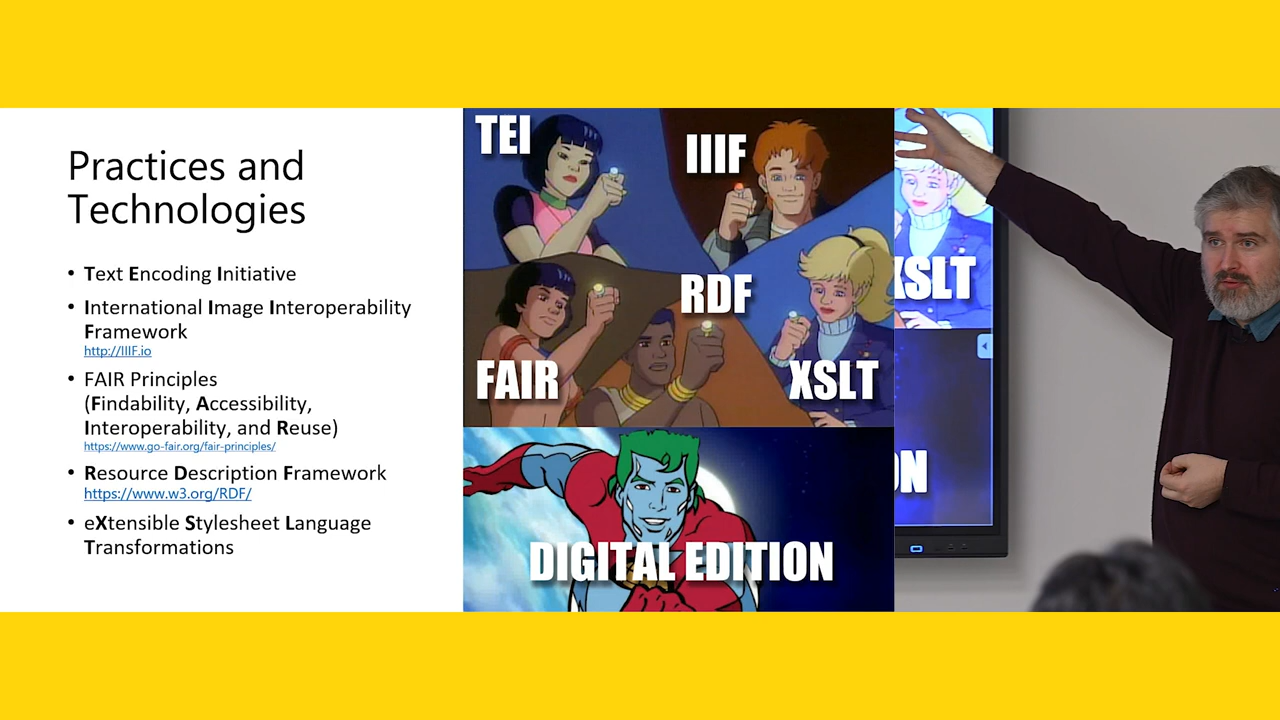 Practices and
Technologies
• Text Encoding Initiative
• International Image Interoperability
Framework
http://IIIF.io
• FAIR Principles
(Findability, Accessibility,
Interoperability, and Reuse)
https://www.go-fair.org/fair-principles/
• Resource Description Framework
https://www.w3.org/RDF/
• eXtensible Stylesheet Language
Transformations
TEI
IIIF
RDF
FAIR
XSLT
DIGITAL EDITION
XSLT
ON